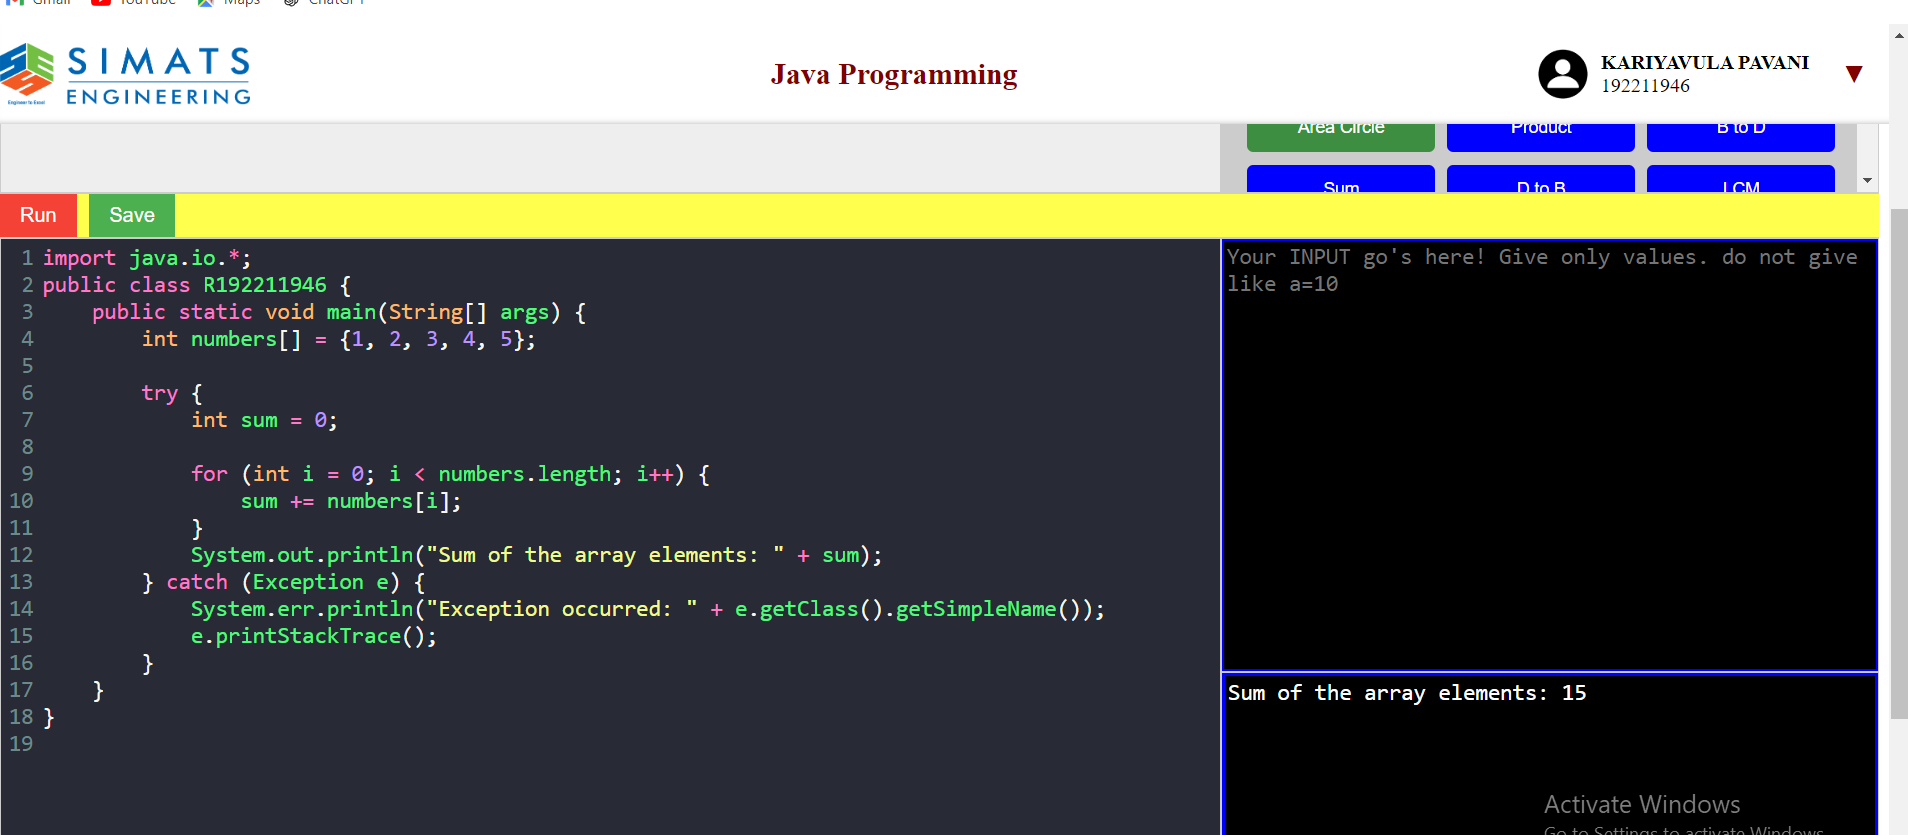 Gmail YouTube Maps ChatGPT
SIMATS
ENGINEERING
Engineer to Excel
Java Programming
KARIYAVULA PAVANI
192211946
Area Circle Product B to D
Sum D to B LCM
Run Save
1 import java.io.*;
2 public class R192211946 {
3     public static void main(String[] args) {
4         int numbers[] = {1, 2, 3, 4, 5};
5
6         try {
7             int sum = 0;
8
9             for (int i = 0; i < numbers.length; i++) {
10                 sum += numbers[i];
11             }
12             System.out.println("Sum of the array elements: " + sum);
13         } catch (Exception e) {
14             System.err.println("Exception occurred: " + e.getClass().getSimpleName());
15             e.printStackTrace();
16         }
17     }
18 }
19
Your INPUT go's here! Give only values. do not give
like a=10
Sum of the array elements: 15
Activate Windows
Go to Settings to activate Windows.